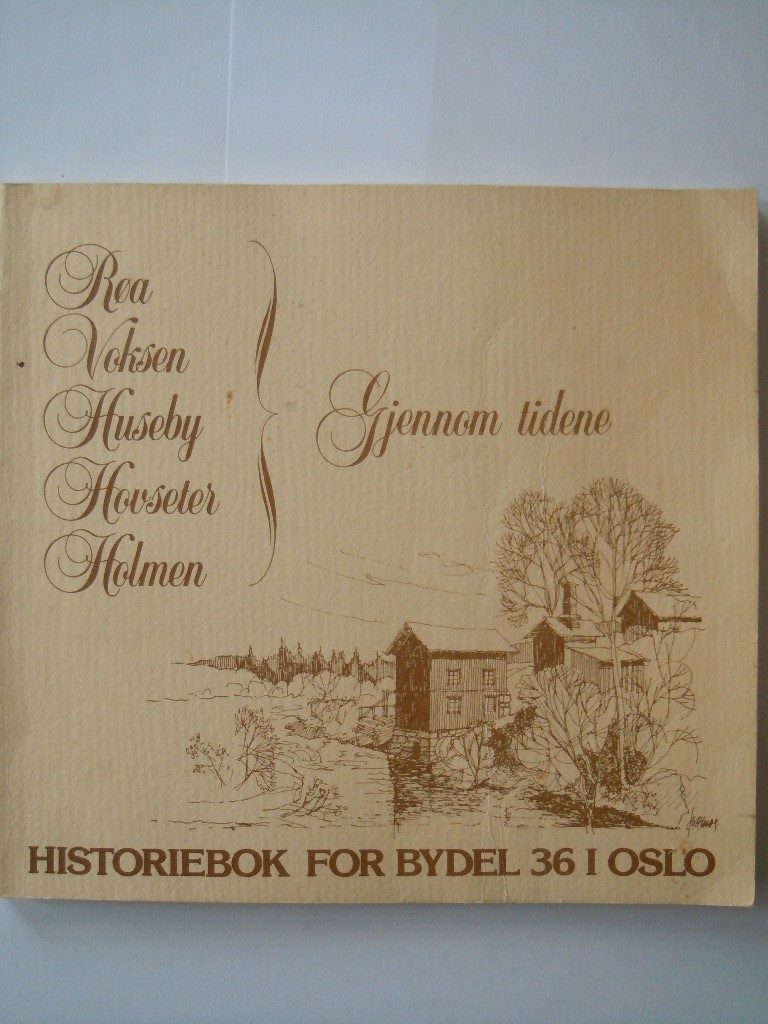 Røa
Voksen
Huseby
Hovseter
Holmen
Gjennom tidene
HISTORIEBOK FOR BYDEL 36 I OSLO